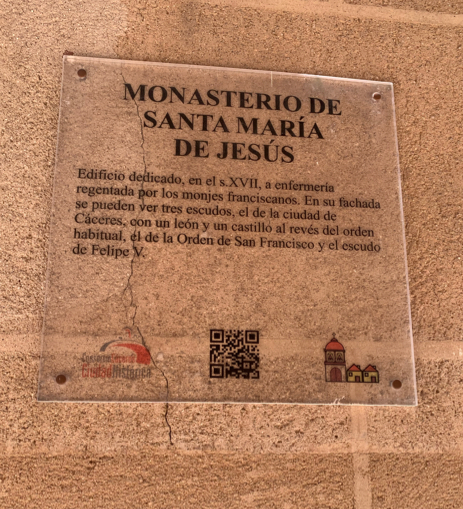 MONASTERIO DE
SANTA MARÍA
DE JESÚS
Edificio dedicado, en el s.XVII, a enfermería
regentada por los monjes franciscanos. En su fachada
se pueden ver tres escudos, el de la ciudad de
Cáceres, con un león y un castillo al revés del orden
habitual, él de la Orden de San Francisco y el escudo
de Felipe V.